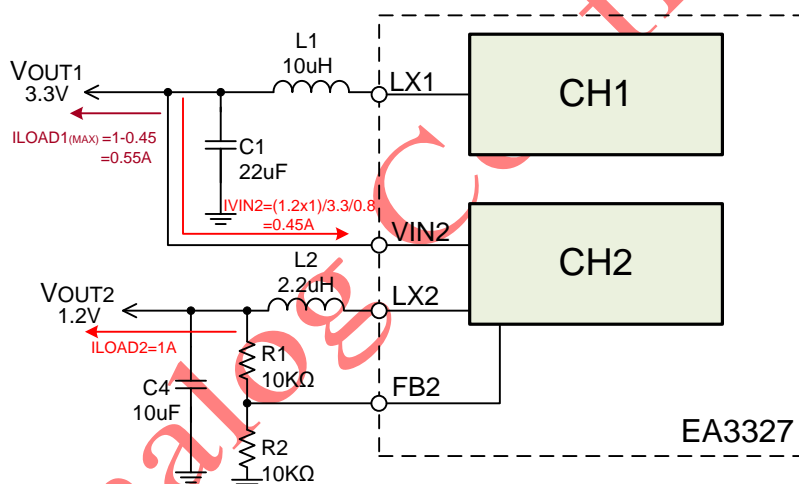 L1
10uH
VOUT1
3.3V
LX1
CH1
ILOAD1(MAX) =1-0.45
=0.55A
C1
22uF
IVIN2=(1.2x1)/3.3/0.8
=0.45A
VIN2
CH2
L2
2.2uH
VOUT2
1.2V
LX2
ILOAD2=1A
R1
10KΩ
C4
10uF
FB2
R2
10KΩ
EA3327